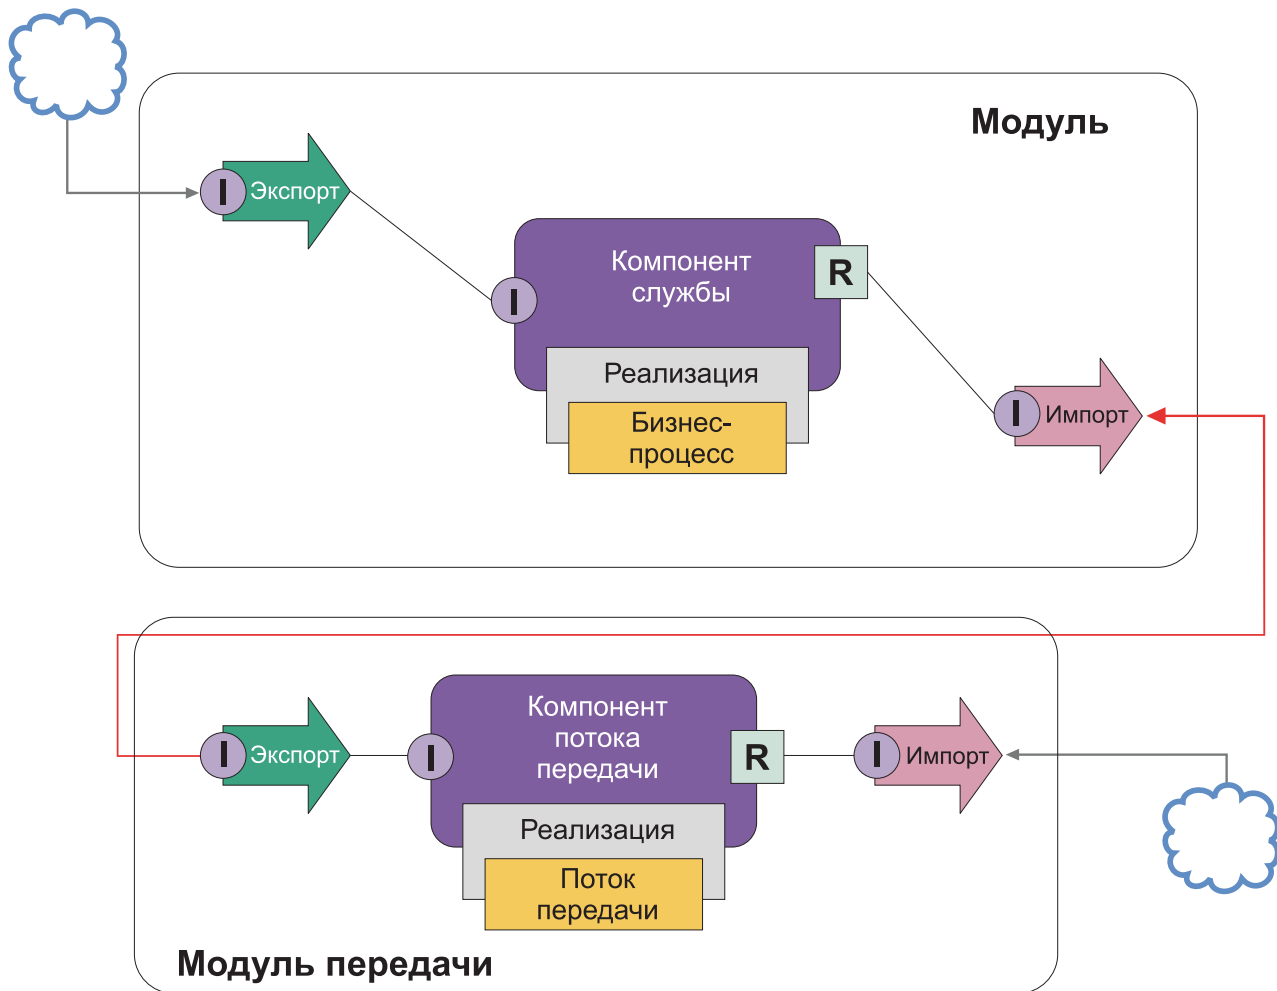 Модуль
I Экспорт
Компонент
службы
R
I
Реализация
Бизнес-
процесс
I Импорт
Компонент
потока
передачи
I Экспорт
I
R
I Импорт
Реализация
Поток
передачи
Модуль передачи